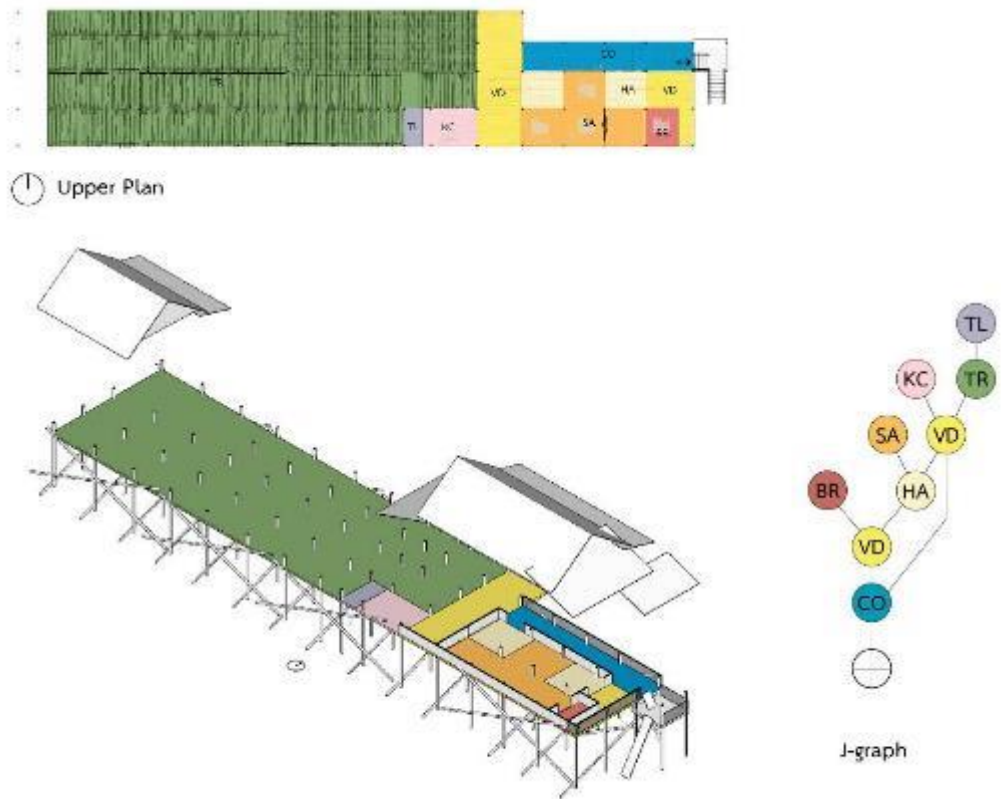 CO
TR
VD
HA
VD
TL
KC
SA
BR
Upper Plan
TL
KC
TR
SA
VD
BR
HA
VD
CO
J-graph